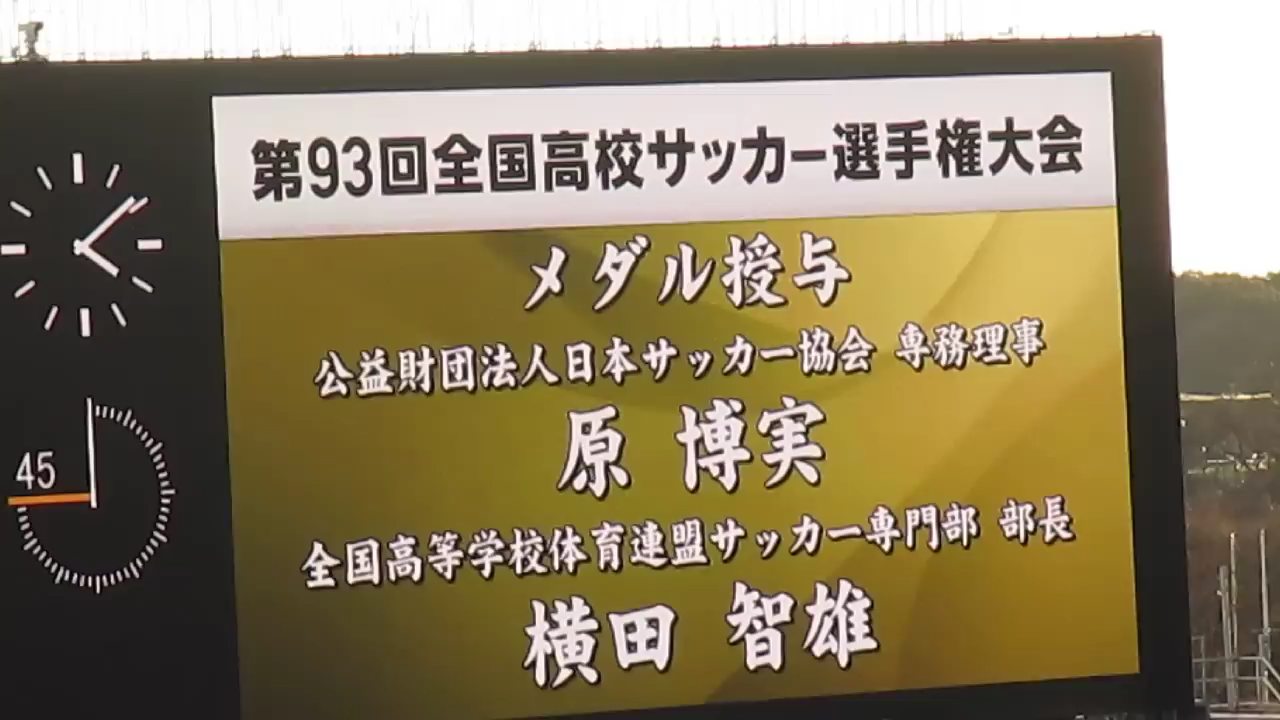 第93回全国高校サッカー選手権大会
メダル授与
公益財団法人日本サッカー協会 専務理事
原 博実
全国高等学校体育連盟サッカー専門部 部長
横田 智雄
45